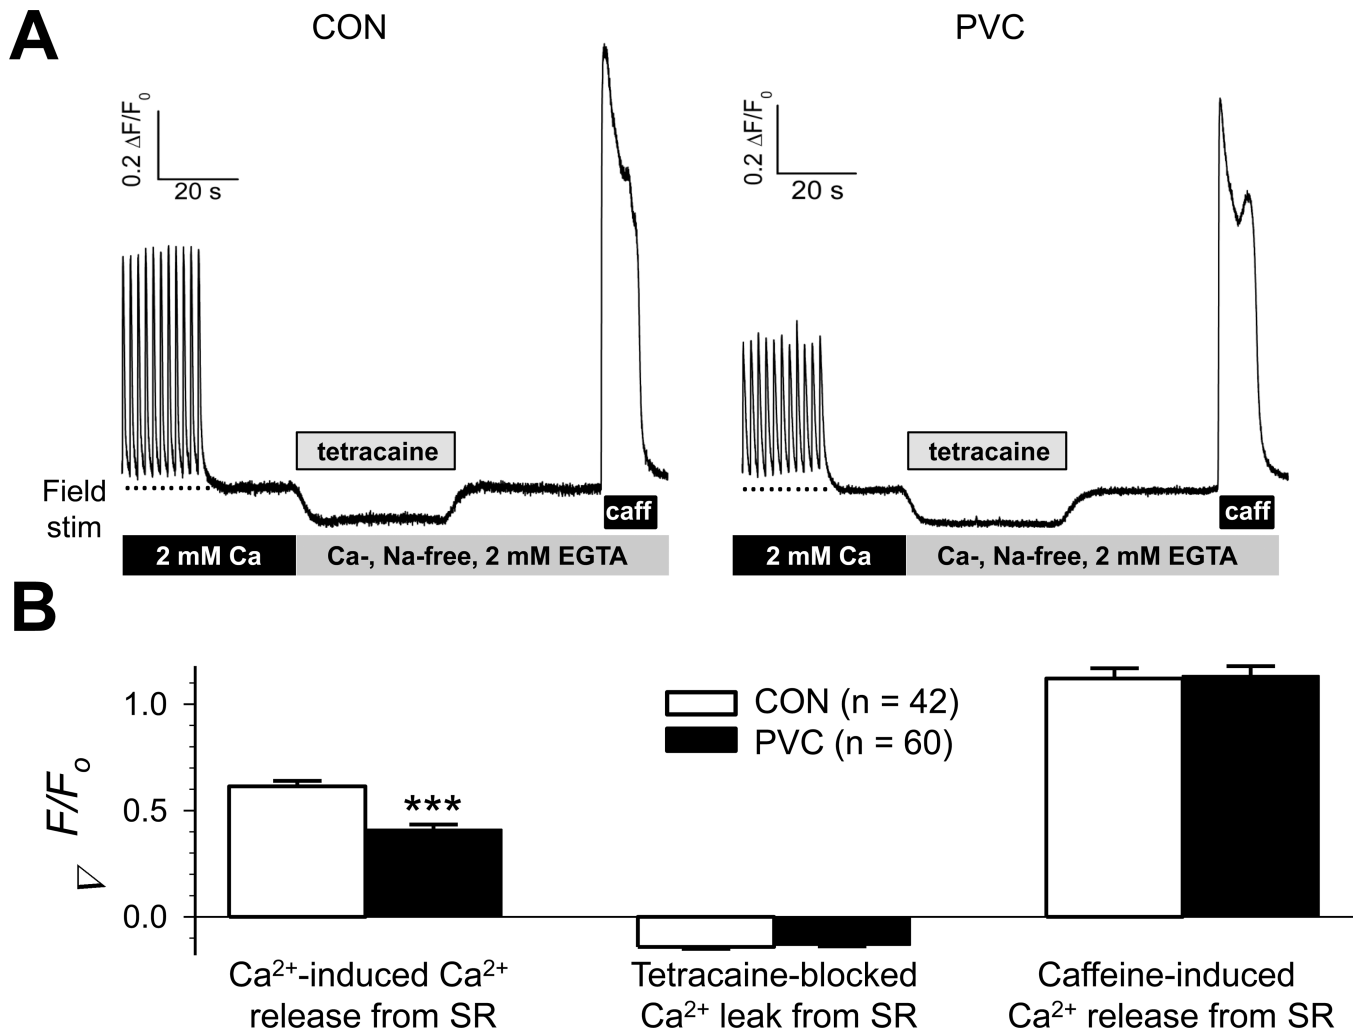 A
CON
PVC
0.2 ΔF/F₀
20 s
0.2 ΔF/F₀
20 s
tetracaine
tetracaine
Field
stim
caff
caff
2 mM Ca
Ca-, Na-free, 2 mM EGTA
2 mM Ca
Ca-, Na-free, 2 mM EGTA
B
Δ F/Fₒ
1.0
0.5
0.0
CON (n = 42)
PVC (n = 60)
***
Ca²⁺-induced Ca²⁺
release from SR
Tetracaine-blocked
Ca²⁺ leak from SR
Caffeine-induced
Ca²⁺ release from SR